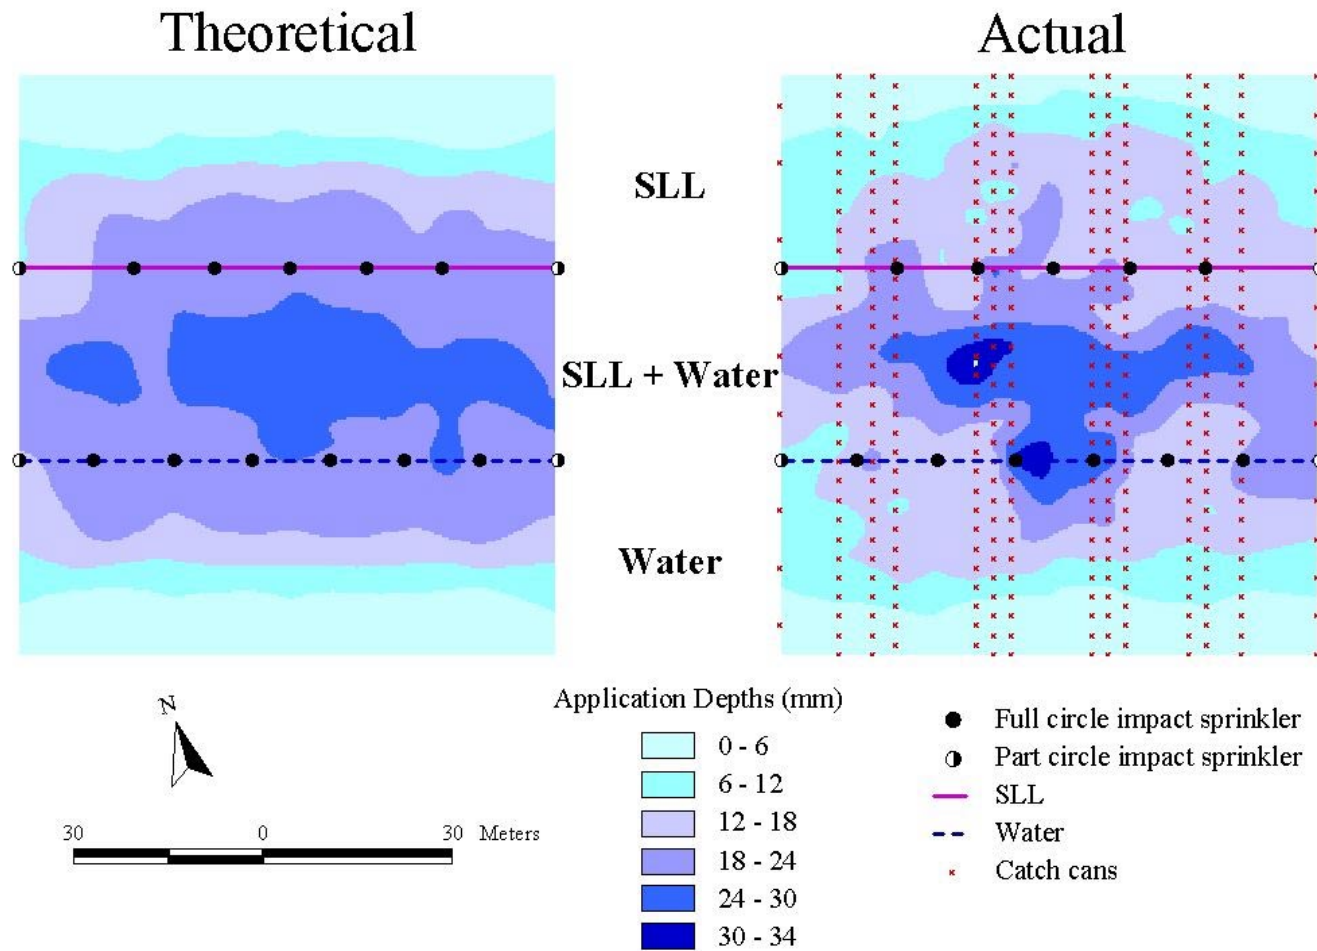 Theoretical
Actual
SLL
SLL + Water
Water
N
30 0 30 Meters
Application Depths (mm)
0 - 6
6 - 12
12 - 18
18 - 24
24 - 30
30 - 34
Full circle impact sprinkler
Part circle impact sprinkler
SLL
Water
Catch cans